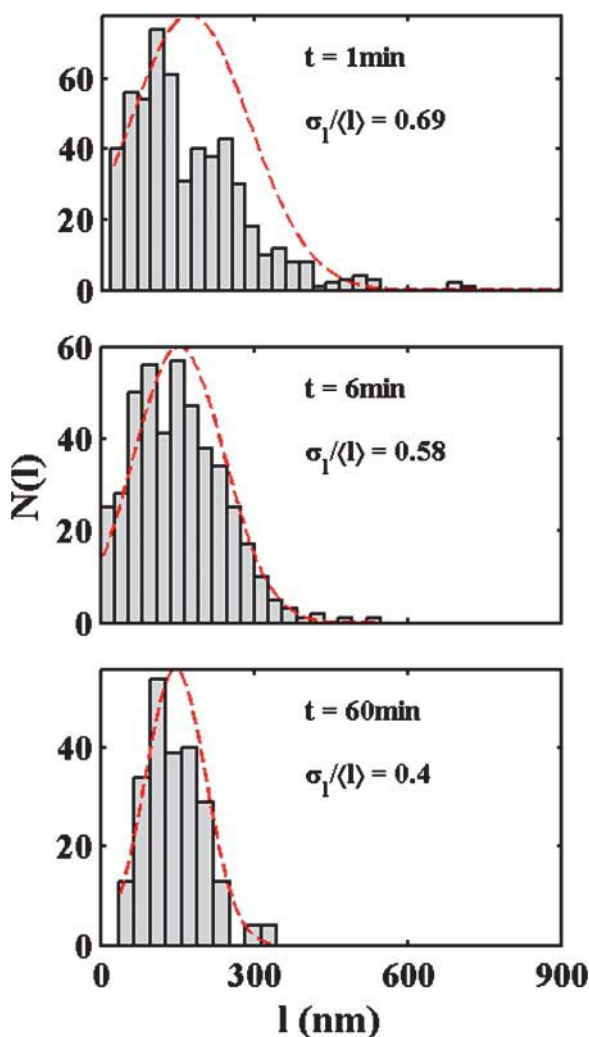 60
40
20
0
t = 1min
σl/⟨l⟩ = 0.69
N(l)
60
40
20
0
t = 6min
σl/⟨l⟩ = 0.58
40
20
0
t = 60min
σl/⟨l⟩ = 0.4
0 300 600 900
l (nm)